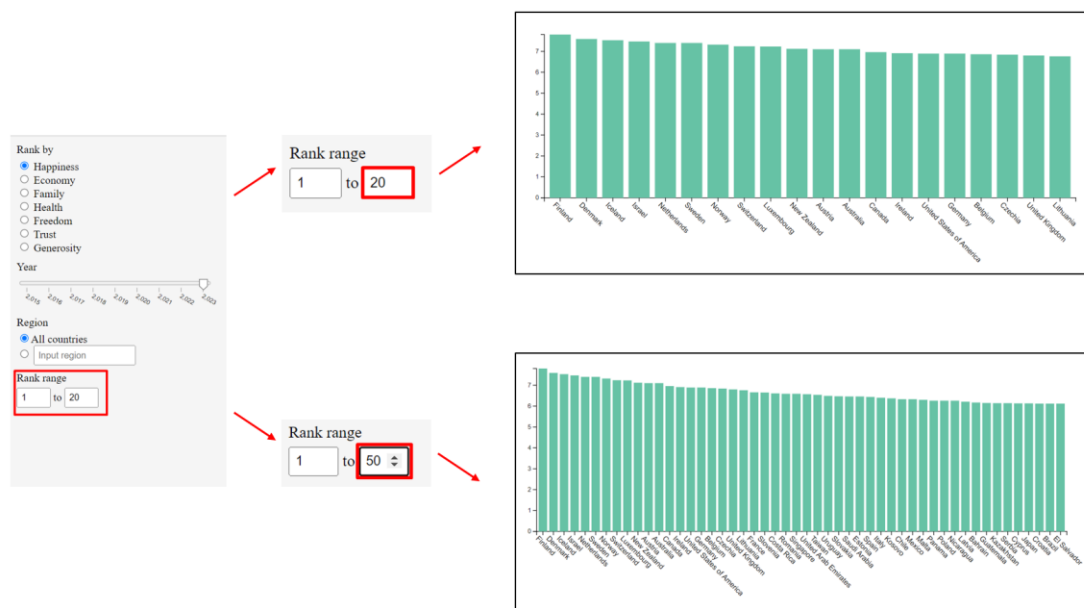 Rank by
Happiness
Economy
Family
Health
Freedom
Trust
Generosity
Year
2,015
2,016
2,017
2,018
2,019
2,020
2,021
2,022
2,023
Region
All countries
Input region
Rank range
1 to 20
Rank range
1 to 20
7
6
5
4
3
2
1
0
Finland
Denmark
Iceland
Israel
Netherlands
Sweden
Norway
Switzerland
Luxembourg
New Zealand
Austria
Australia
Canada
Ireland
United States of America
Germany
Belgium
Czechia
United Kingdom
Lithuania
Rank range
1 to 50
7
6
5
4
3
2
1
0
Finland
Denmark
Iceland
Israel
Netherlands
Sweden
Norway
Switzerland
Luxembourg
New Zealand
Austria
Australia
Canada
Ireland
United States of America
Germany
Belgium
Czechia
United Kingdom
Lithuania
France
Slovenia
Costa Rica
Romania
Singapore
United Arab Emirates
Taiwan
Uruguay
Slovakia
Saudi Arabia
Estonia
Spain
Italy
Kosovo
Chile
Mexico
Malta
Panama
Poland
Nicaragua
Latvia
Bahrain
Guatemala
Kazakhstan
Serbia
Cyprus
Japan
Croatia
Brazil
El Salvador